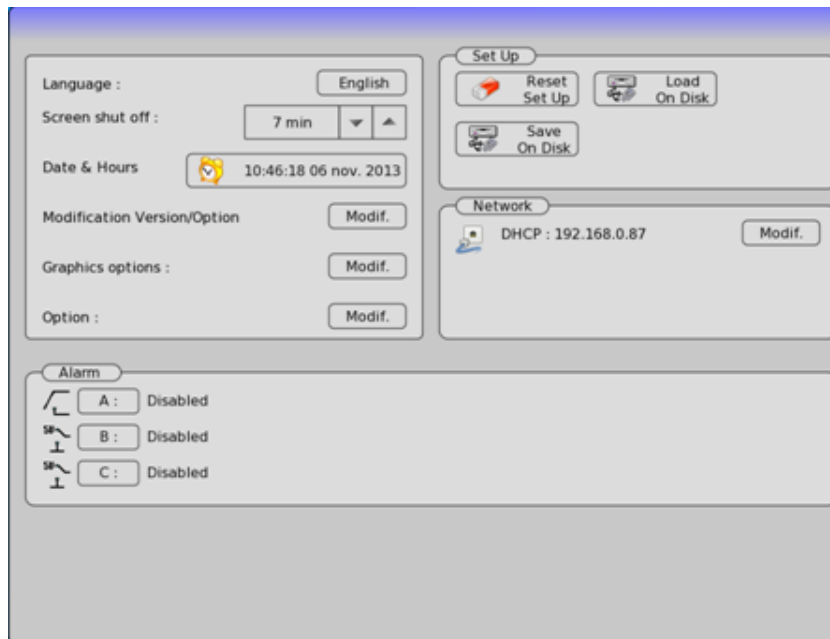 Language :
English
Screen shut off :
7 min
Date & Hours
10:46:18 06 nov. 2013
Modification Version/Option
Modif.
Graphics options :
Modif.
Option :
Modif.
Set Up
Reset
Set Up
Load
On Disk
Save
On Disk
Network
DHCP : 192.168.0.87
Modif.
Alarm
A :
Disabled
SB
B :
Disabled
SB
C :
Disabled